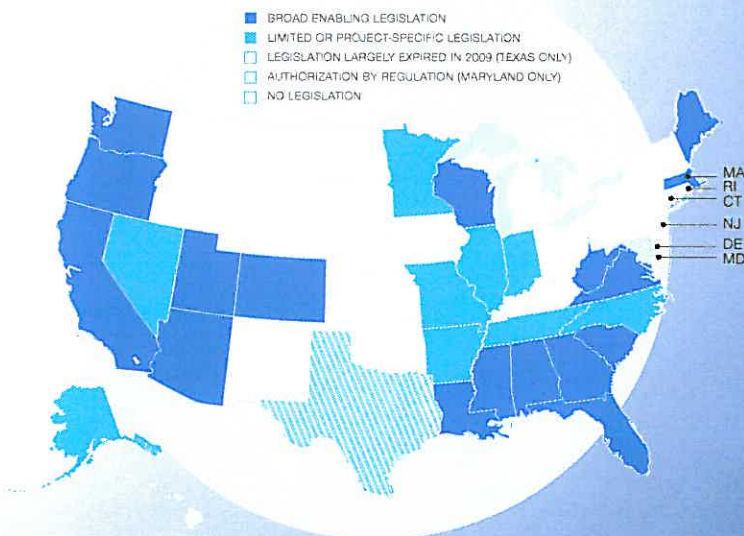 BROAD ENABLING LEGISLATION
LIMITED OR PROJECT-SPECIFIC LEGISLATION
LEGISLATION LARGELY EXPIRED IN 2009 (TEXAS ONLY)
AUTHORIZATION BY REGULATION (MARYLAND ONLY)
NO LEGISLATION
MA
RI
CT
NJ
DE
MD